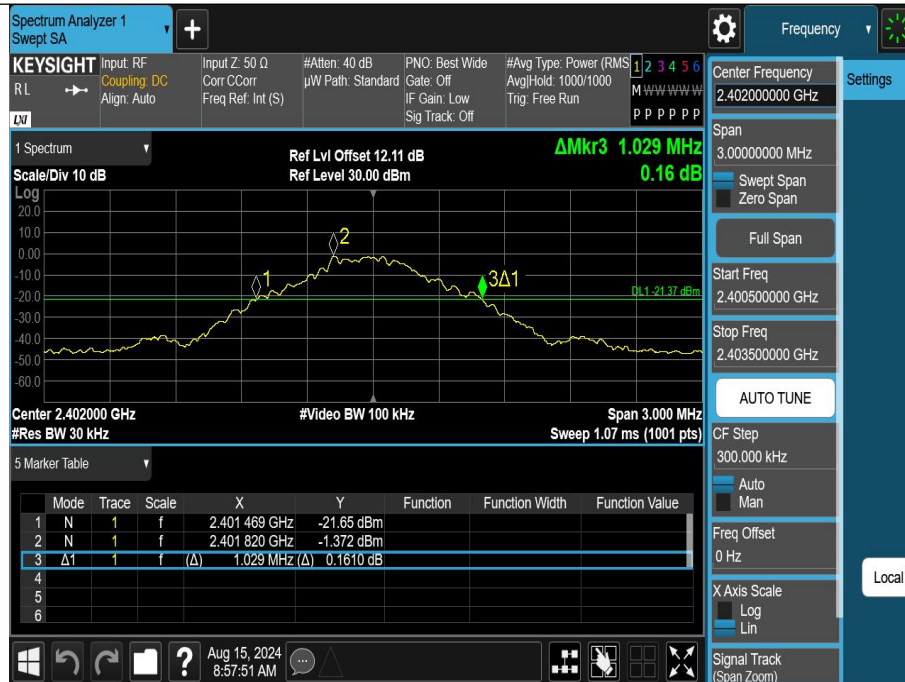 Spectrum Analyzer 1
Swept SA
+
Frequency
KEYSIGHT
RL
LXI
Input: RF
Coupling: DC
Align: Auto
Input Z: 50 Ω
Corr CCorr
Freq Ref: Int (S)
#Atten: 40 dB
µW Path: Standard
PNO: Best Wide
Gate: Off
IF Gain: Low
Sig Track: Off
#Avg Type: Power (RMS
Avg|Hold: 1000/1000
Trig: Free Run
1 2 3 4 5 6
M W W W W W
P P P P P P
1 Spectrum
Scale/Div 10 dB
Ref Lvl Offset 12.11 dB
Ref Level 30.00 dBm
ΔMkr3 1.029 MHz
0.16 dB
Log
20.0
10.0
0.00
-10.0
-20.0
-30.0
-40.0
-50.0
-60.0
1
2
3Δ1
DL1 -21.37 dBm
Center 2.402000 GHz
#Video BW 100 kHz
Span 3.000 MHz
#Res BW 30 kHz
Sweep 1.07 ms (1001 pts)
5 Marker Table
Mode Trace Scale X Y Function Function Width Function Value
1 N 1 f 2.401 469 GHz -21.65 dBm
2 N 1 f 2.401 820 GHz -1.372 dBm
3 Δ1 1 f (Δ) 1.029 MHz (Δ) 0.1610 dB
4
5
6
?
Aug 15, 2024
8:57:51 AM
Center Frequency
2.402000000 GHz
Span
3.00000000 MHz
Swept Span
Zero Span
Full Span
Start Freq
2.400500000 GHz
Stop Freq
2.403500000 GHz
AUTO TUNE
CF Step
300.000 kHz
Auto
Man
Freq Offset
0 Hz
X Axis Scale
Log
Lin
Signal Track
(Span Zoom)
Settings
Local